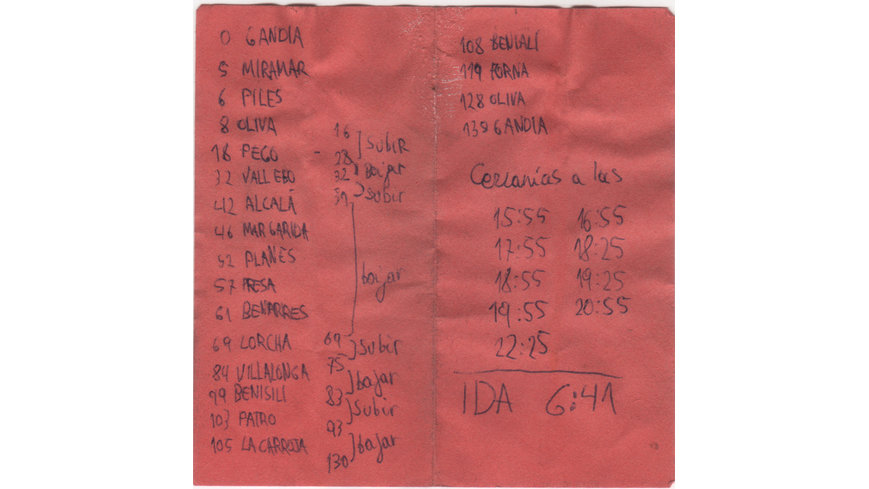 0 GANDIA
5 MIRAMAR
6 PILES
8 OLIVA
18 PEGO -
32 VALL EBO
42 ALCALÁ
46 MARGARIDA
52 PLANES
57 PRESA
61 BENIARRES
69 LORCHA
84 VILLALONGA
99 BENISILI
103 PATRO
105 LA CARROJA
16
SUBIR
28
Bajar
32
Subir
bajar
69
Subir
75
bajar
83
Subir
93
bajar
130
108 BENIALÍ
119 FORNA
128 OLIVA
139 GANDIA
Cercanías a las
15:55 16:55
17:55 18:25
18:55 19:25
19:55 20:55
22:25
IDA 6:41